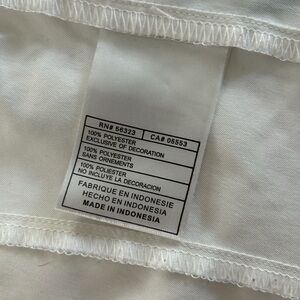 RN# 56323 CA# 05553
100% POLYESTER
EXCLUSIVE OF DECORATION
100% POLYESTER
SANS ORNEMENTS
100% POLIESTER
NO INCLUYE LA DECORACION
FABRIQUE EN INDONESIE
HECHO EN INDONESIA
MADE IN INDONESIA